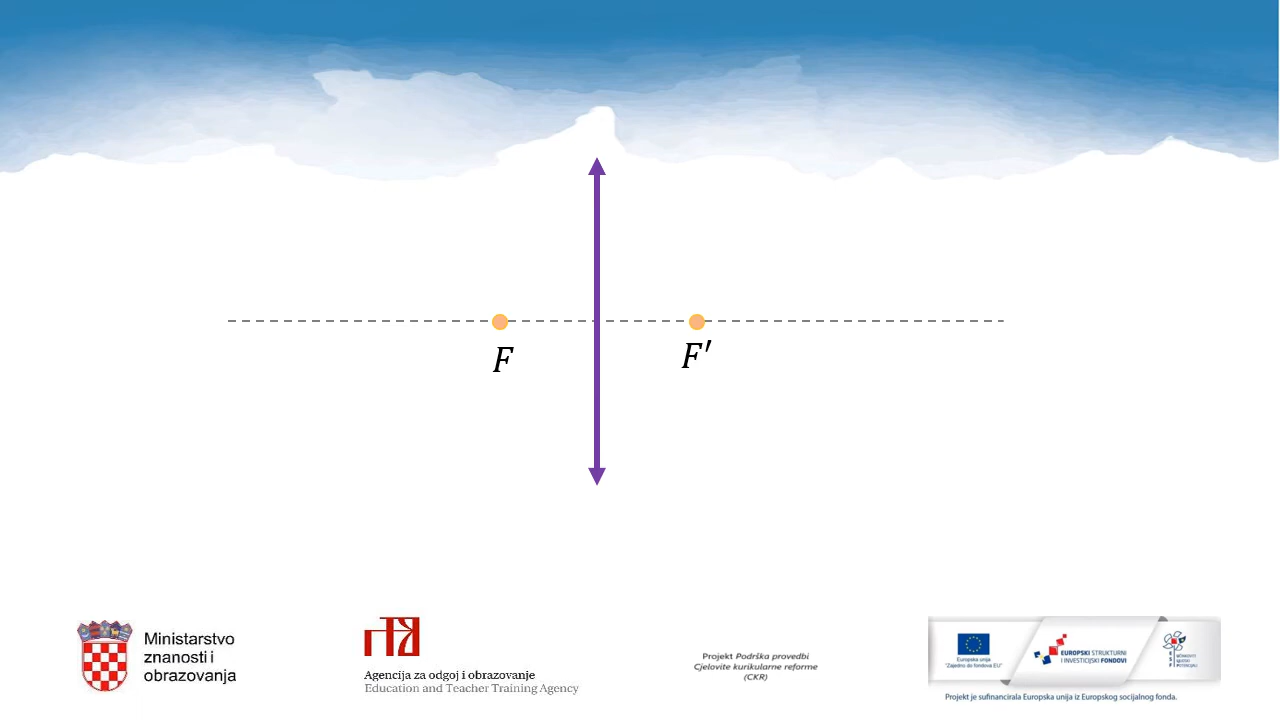 F
F′
Ministarstvo
znanosti i
obrazovanja
Agencija za odgoj i obrazovanje
Education and Teacher Training Agency
Projekt Podrška provedbi
Cjelovite kurikularne reforme
(CKR)
Europska unija
"Zajedno do fondova EU"
EUROPSKI STRUKTURNI
I INVESTICIJSKI FONDOVI
Projekt je sufinancirala Europska unija iz Europskog socijalnog fonda.